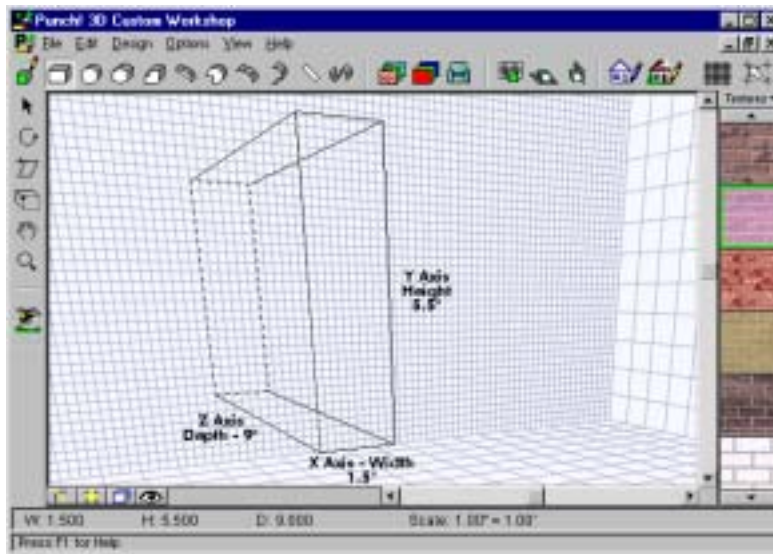 Punch! 3D Custom Workshop
File Edit Design Options View Help
Textures
Y Axis
Height
5.5"
Z Axis
Depth - 9"
X Axis - Width
1.5"
W: 1.500 H: 5.500 D: 9.000 Scale: 1.00" = 1.00"
Press F1 for Help